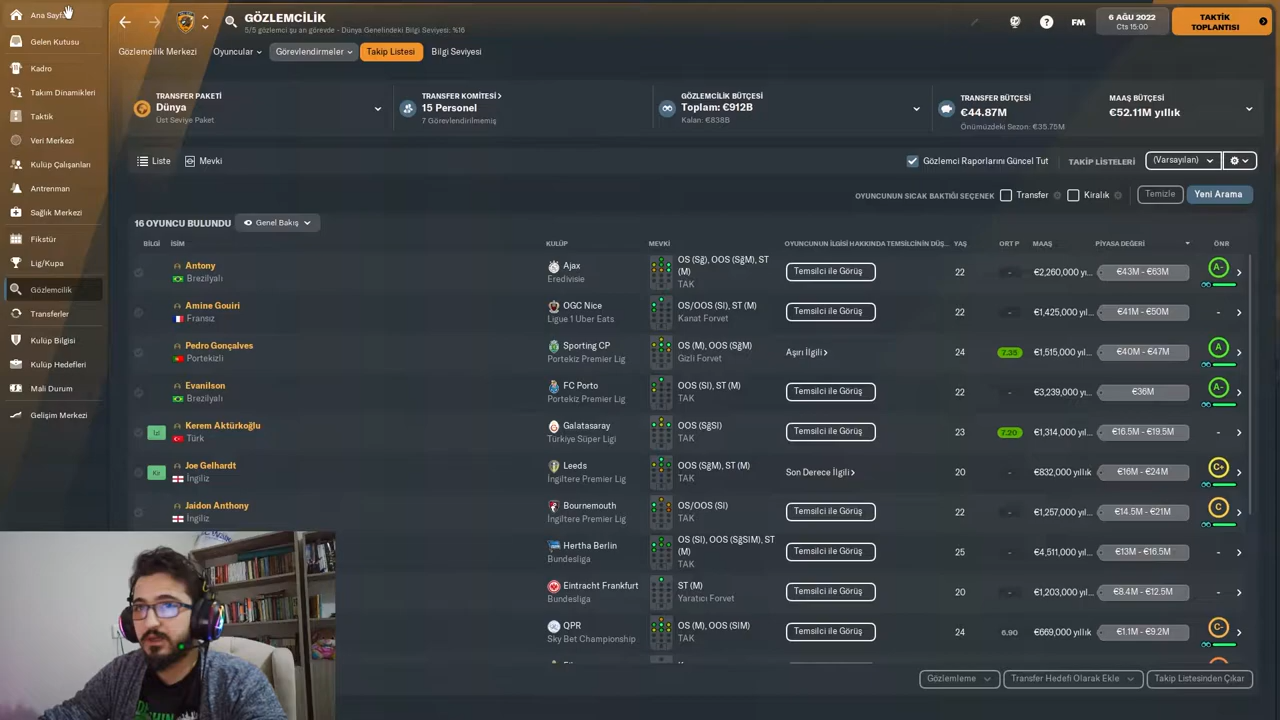 Ana Sayfa
Gelen Kutusu
Kadro
Takım Dinamikleri
Taktik
Veri Merkezi
Kulüp Çalışanları
Antrenman
Sağlık Merkezi
Fikstür
Lig/Kupa
Gözlemcilik
Transferler
Kulüp Bilgisi
Kulüp Hedefleri
Mali Durum
Gelişim Merkezi
GÖZLEMCİLİK
5/5 gözlemci şu an görevde - Dünya Genelindeki Bilgi Seviyesi: %16
FM
6 AĞU 2022
Cts 15:00
TAKTİK TOPLANTISI
Gözlemcilik Merkezi Oyuncular Görevlendirmeler Takip Listesi Bilgi Seviyesi
TRANSFER PAKETİ
Dünya
Üst Seviye Paket
TRANSFER KOMİTESİ >
15 Personel
7 Görevlendirilmemiş
GÖZLEMCİLİK BÜTÇESİ
Toplam: €912B
Kalan: €838B
TRANSFER BÜTÇESİ
€44.87M
Önümüzdeki Sezon: €35.75M
MAAŞ BÜTÇESİ
€52.11M yıllık
Liste Mevki
Gözlemci Raporlarını Güncel Tut TAKİP LİSTELERİ (Varsayılan)
OYUNCUNUN SICAK BAKTIĞI SEÇENEK Transfer Kiralık Temizle Yeni Arama
16 OYUNCU BULUNDU Genel Bakış
BİLGİ İSİM KULÜP MEVKİ OYUNCUNUN İLGİSİ HAKKINDA TEMSİLCİNİN DÜŞ... YAŞ ORT P MAAŞ PİYASA DEĞERİ ÖNR
Antony
Brezilyalı
Ajax
Eredivisie
OS (Sğ), OOS (SğM), ST (M)
TAK
Temsilci ile Görüş 22 - €2,260,000 yı... €43M - €63M A-
Amine Gouiri
Fransız
OGC Nice
Ligue 1 Uber Eats
OS/OOS (Sl), ST (M)
Kanat Forvet
Temsilci ile Görüş 22 - €1,425,000 yıl... €41M - €50M -
Pedro Gonçalves
Portekizli
Sporting CP
Portekiz Premier Lig
OS (M), OOS (SğM)
Gizli Forvet
Aşırı İlgili > 24 7.35 €1,515,000 yıl... €40M - €47M A
Evanilson
Brezilyalı
FC Porto
Portekiz Premier Lig
OOS (Sl), ST (M)
TAK
Temsilci ile Görüş 22 - €3,239,000 yı... €36M A-
İzl
Kerem Aktürkoğlu
Türk
Galatasaray
Türkiye Süper Ligi
OOS (SğSl)
TAK
Temsilci ile Görüş 23 7.20 €1,314,000 yıl... €16.5M - €19.5M -
Kir
Joe Gelhardt
İngiliz
Leeds
İngiltere Premier Lig
OOS (SğM), ST (M)
TAK
Son Derece İlgili > 20 - €832,000 yıllık €16M - €24M C+
Jaidon Anthony
İngiliz
Bournemouth
İngiltere Premier Lig
OS/OOS (Sl)
TAK
Temsilci ile Görüş 22 - €1,257,000 yıl... €14.5M - €21M C
Hertha Berlin
Bundesliga
OS (Sl), OOS (SğSlM), ST (M)
TAK
Temsilci ile Görüş 25 - €4,511,000 yıl... €13M - €16.5M -
Eintracht Frankfurt
Bundesliga
ST (M)
Yaratıcı Forvet
Temsilci ile Görüş 20 - €1,203,000 yıl... €8.4M - €12.5M -
QPR
Sky Bet Championship
OS (M), OOS (SlM)
TAK
Temsilci ile Görüş 24 6.90 €669,000 yıllık €1.1M - €9.2M C-
Gözlemleme Transfer Hedefi Olarak Ekle Takip Listesinden Çıkar